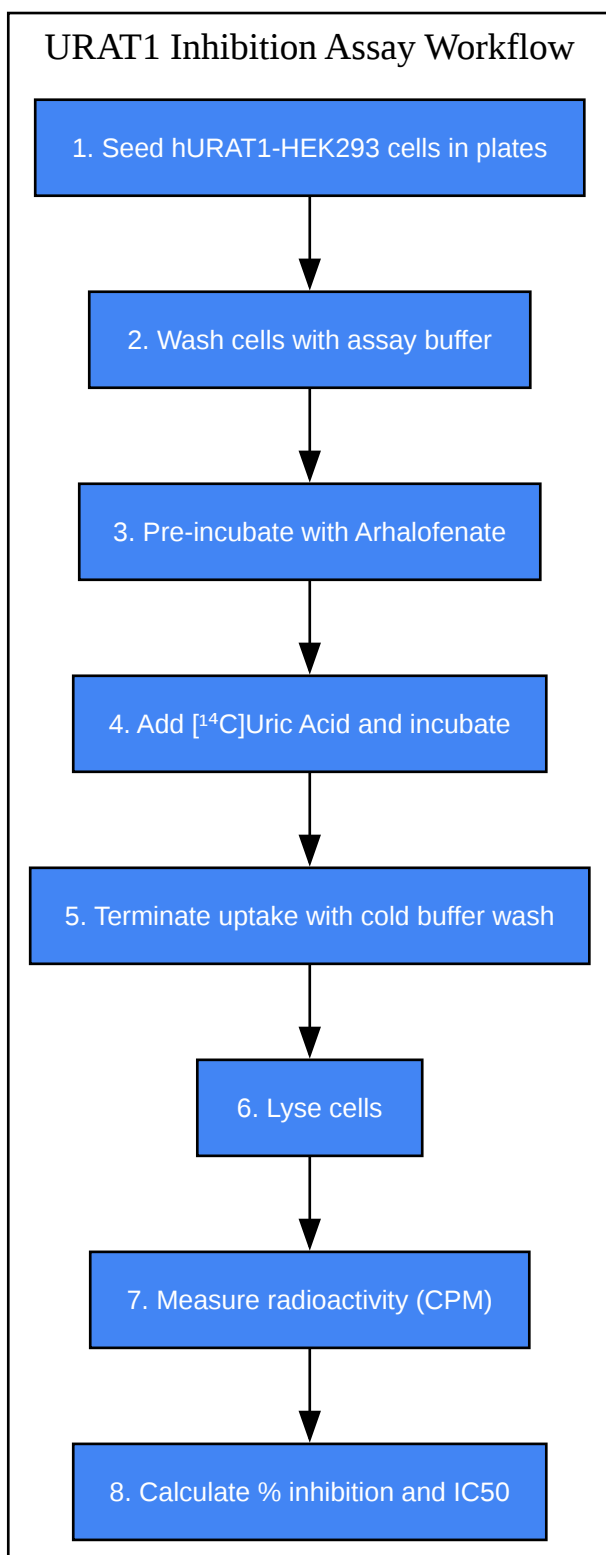 URAT1 Inhibition Assay Workflow
1. Seed hURAT1-HEK293 cells in plates
2. Wash cells with assay buffer
3. Pre-incubate with Arhalofenate
4. Add [¹⁴C]Uric Acid and incubate
5. Terminate uptake with cold buffer wash
6. Lyse cells
7. Measure radioactivity (CPM)
8. Calculate % inhibition and IC50